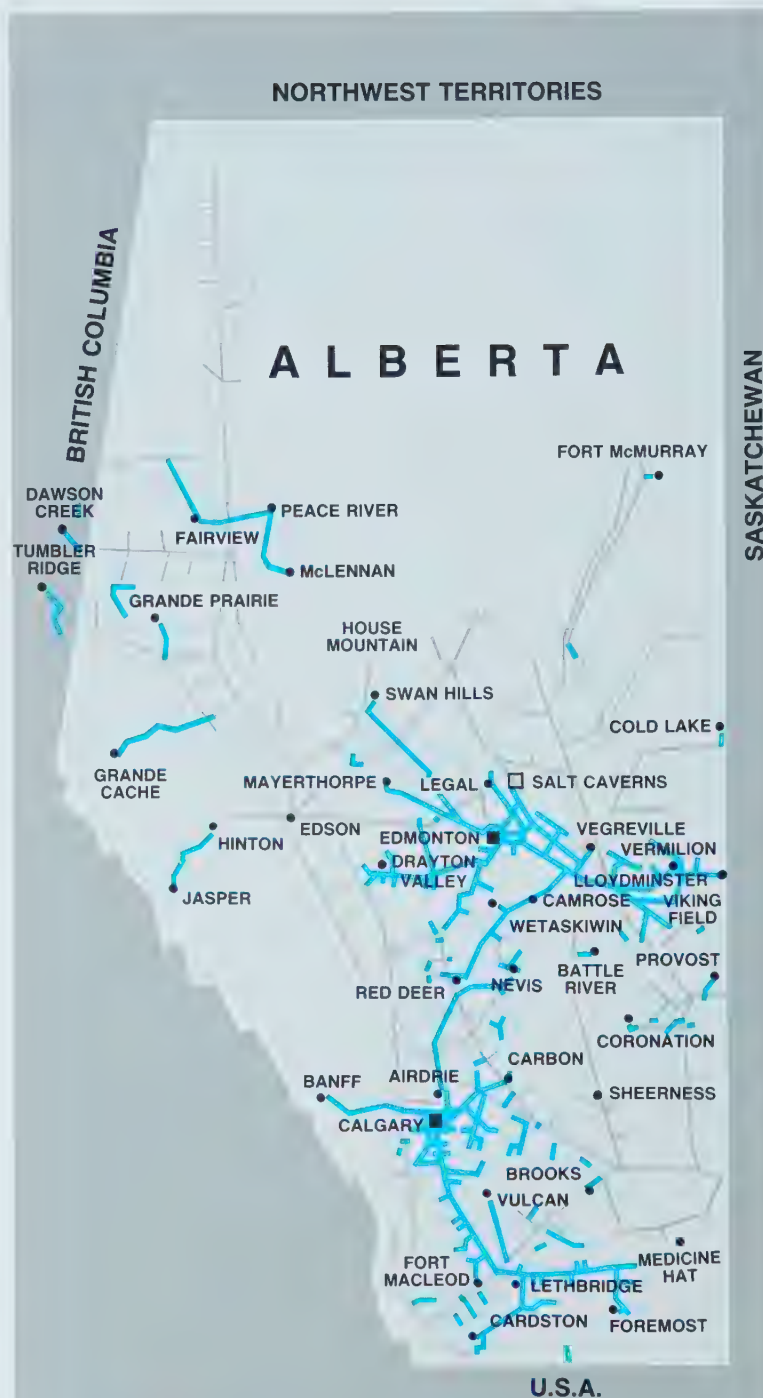 NORTHWEST TERRITORIES
BRITISH COLUMBIA
ALBERTA
SASKATCHEWAN
FORT McMURRAY
DAWSON
CREEK
PEACE RIVER
FAIRVIEW
TUMBLER
RIDGE
McLENNAN
GRANDE PRAIRIE
HOUSE
MOUNTAIN
SWAN HILLS
COLD LAKE
GRANDE
CACHE
MAYERTHORPE
LEGAL
SALT CAVERNS
EDSON
HINTON
EDMONTON
VEGREVILLE
VERMILION
DRAYTON
VALLEY
LLOYDMINSTER
JASPER
CAMROSE
VIKING
FIELD
WETASKIWIN
RED DEER
NEVIS
BATTLE
RIVER
PROVOST
CORONATION
CARBON
BANFF
AIRDRIE
SHEERNESS
CALGARY
BROOKS
VULCAN
FORT
MACLEOD
MEDICINE
HAT
LETHBRIDGE
CARDSTON
FOREMOST
U.S.A.